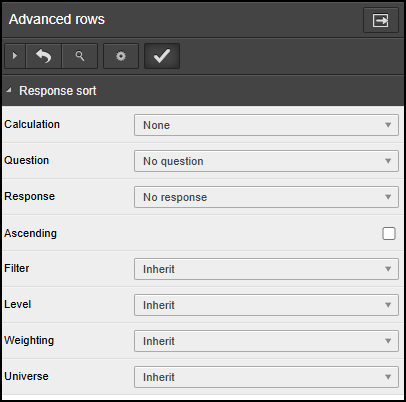 Advanced rows
Response sort
Calculation None
Question No question
Response No response
Ascending
Filter Inherit
Level Inherit
Weighting Inherit
Universe Inherit